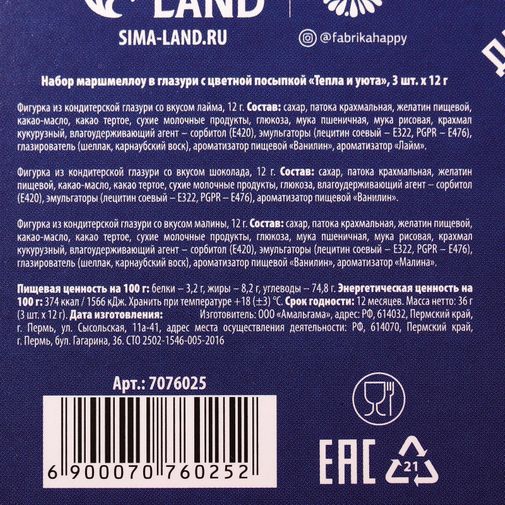 LAND
SIMA-LAND.RU
@fabrikahappy
Набор маршмеллоу в глазури с цветной посыпкой «Тепла и уюта», 3 шт. х 12 г
Фигурка из кондитерской глазури со вкусом лайма, 12 г. Состав: сахар, патока крахмальная, желатин пищевой,
какао-масло, какао тертое, сухие молочные продукты, глюкоза, мука пшеничная, мука рисовая, крахмал
кукурузный, влагоудерживающий агент – сорбитол (Е420), эмульгаторы (лецитин соевый – Е322, PGPR – Е476),
глазирователь (шеллак, карнаубский воск), ароматизатор пищевой «Ванилин», ароматизатор «Лайм».
Фигурка из кондитерской глазури со вкусом шоколада, 12 г. Состав: сахар, патока крахмальная, желатин
пищевой, какао-масло, какао тертое, сухие молочные продукты, глюкоза, влагоудерживающий агент – сорбитол
(Е420), эмульгаторы (лецитин соевый – Е322, PGPR – Е476), ароматизатор пищевой «Ванилин».
Фигурка из кондитерской глазури со вкусом малины, 12 г. Состав: сахар, патока крахмальная, желатин пищевой,
какао-масло, какао тертое, сухие молочные продукты, глюкоза, мука пшеничная, мука рисовая, крахмал
кукурузный, влагоудерживающий агент – сорбитол (Е420), эмульгаторы (лецитин соевый – Е322, PGPR – Е476),
глазирователь (шеллак, карнаубский воск), ароматизатор пищевой «Ванилин», ароматизатор «Малина».
Пищевая ценность на 100 г: белки – 3,2 г, жиры – 8,2 г, углеводы – 74,8 г. Энергетическая ценность
на 100 г: 374 ккал / 1566 кДж. Хранить при температуре +18 (±3) °С. Срок годности: 12 месяцев. Масса нетто: 36 г
(3 шт. х 12 г). Дата изготовления: Изготовитель: ООО «Амальгама», адрес: РФ, 614032, Пермский край,
г. Пермь, ул. Сысольская, 11а-41, адрес места осуществления деятельности: РФ, 614070, Пермский край,
г. Пермь, бул. Гагарина, 36. СТО 2502-1546-005-2016
Арт.: 7076025
6 900070 760252
EAC
21